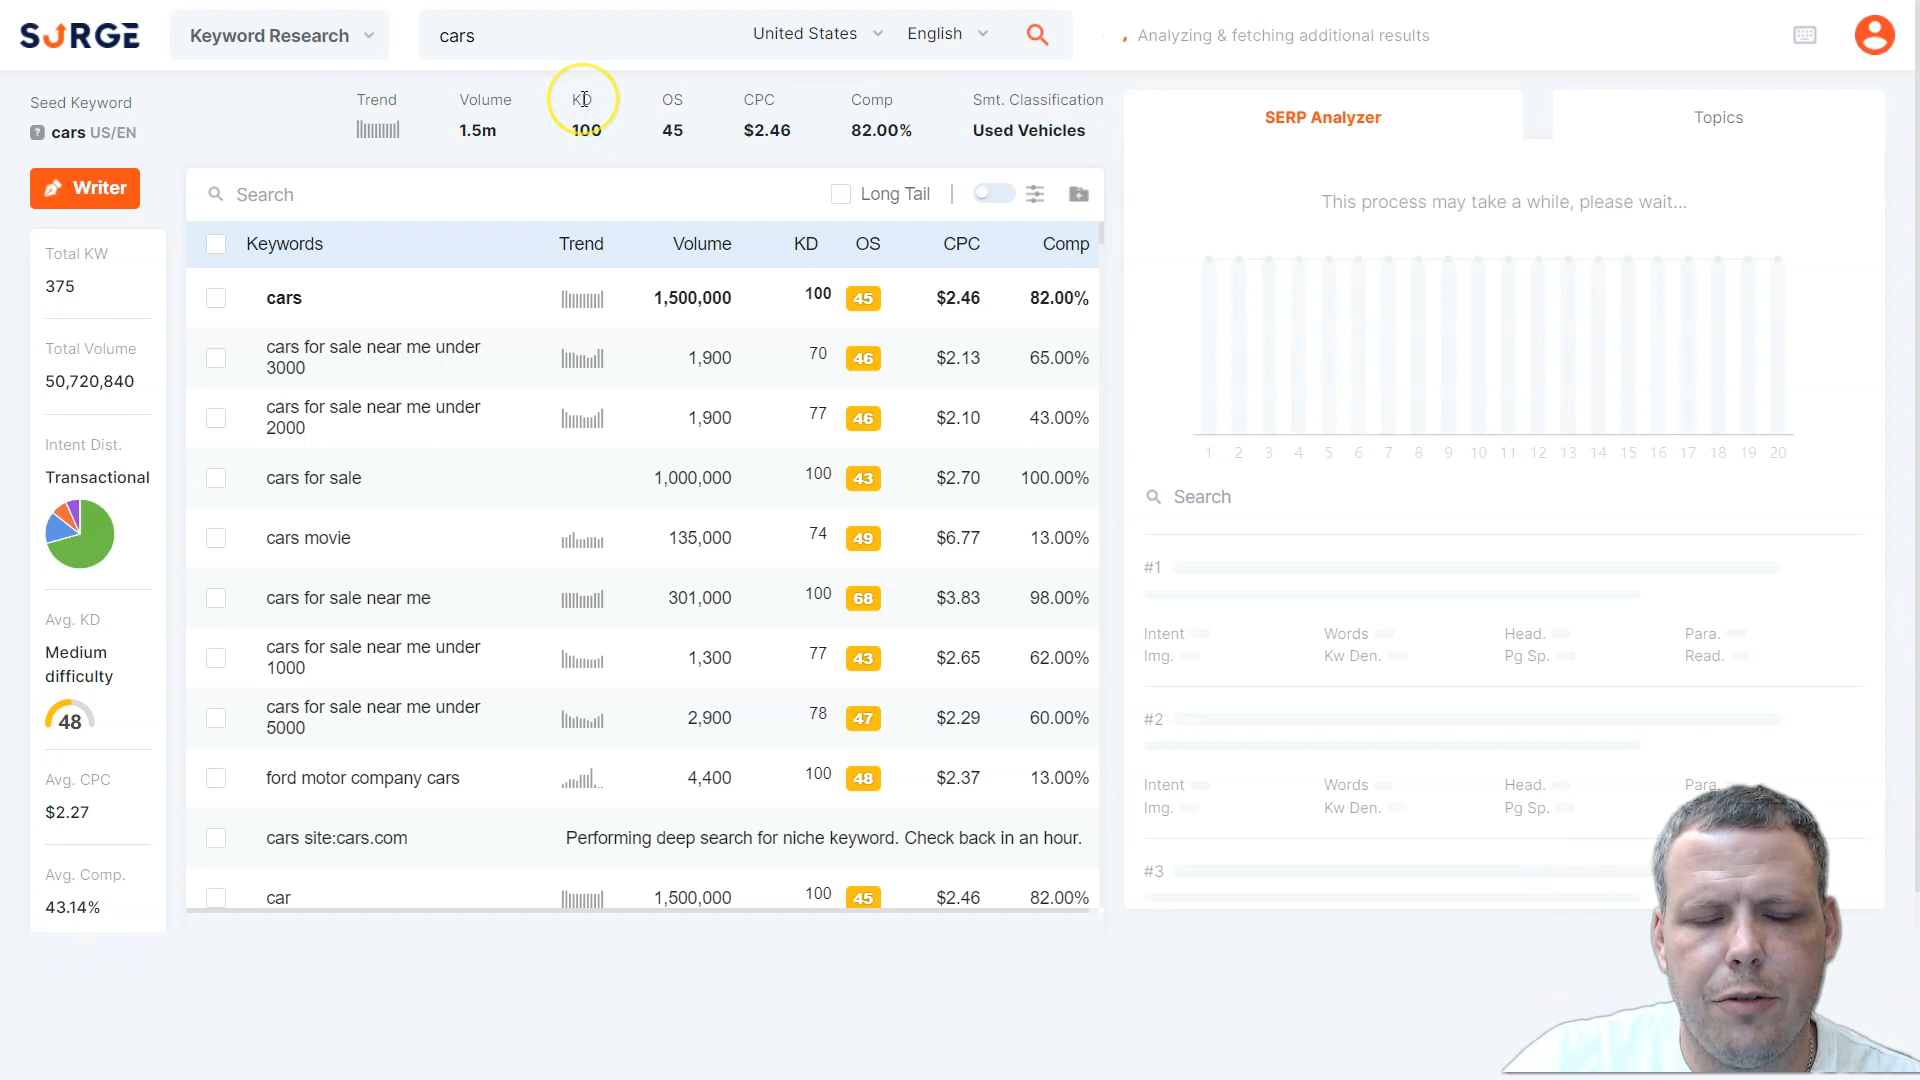 SURGE
Keyword Research
cars
United States
English
Analyzing & fetching additional results
Seed Keyword
? cars US/EN
Trend Volume KD OS CPC Comp Smt. Classification
1.5m 100 45 $2.46 82.00% Used Vehicles
Writer
Total KW
375
Total Volume
50,720,840
Intent Dist.
Transactional
Avg. KD
Medium
difficulty
48
Avg. CPC
$2.27
Avg. Comp.
43.14%
Search
Long Tail
Keywords Trend Volume KD OS CPC Comp
cars 1,500,000 100 45 $2.46 82.00%
cars for sale near me under
3000
1,900 70 46 $2.13 65.00%
cars for sale near me under
2000
1,900 77 46 $2.10 43.00%
cars for sale 1,000,000 100 43 $2.70 100.00%
cars movie 135,000 74 49 $6.77 13.00%
cars for sale near me 301,000 100 68 $3.83 98.00%
cars for sale near me under
1000
1,300 77 43 $2.65 62.00%
cars for sale near me under
5000
2,900 78 47 $2.29 60.00%
ford motor company cars 4,400 100 48 $2.37 13.00%
cars site:cars.com Performing deep search for niche keyword. Check back in an hour.
car 1,500,000 100 45 $2.46 82.00%
SERP Analyzer
Topics
This process may take a while, please wait...
1 2 3 4 5 6 7 8 9 10 11 12 13 14 15 16 17 18 19 20
Search
#1
Intent Words Head. Para.
Img. Kw Den. Pg Sp. Read.
#2
Intent Words Head. Para.
Img. Kw Den. Pg Sp.
#3